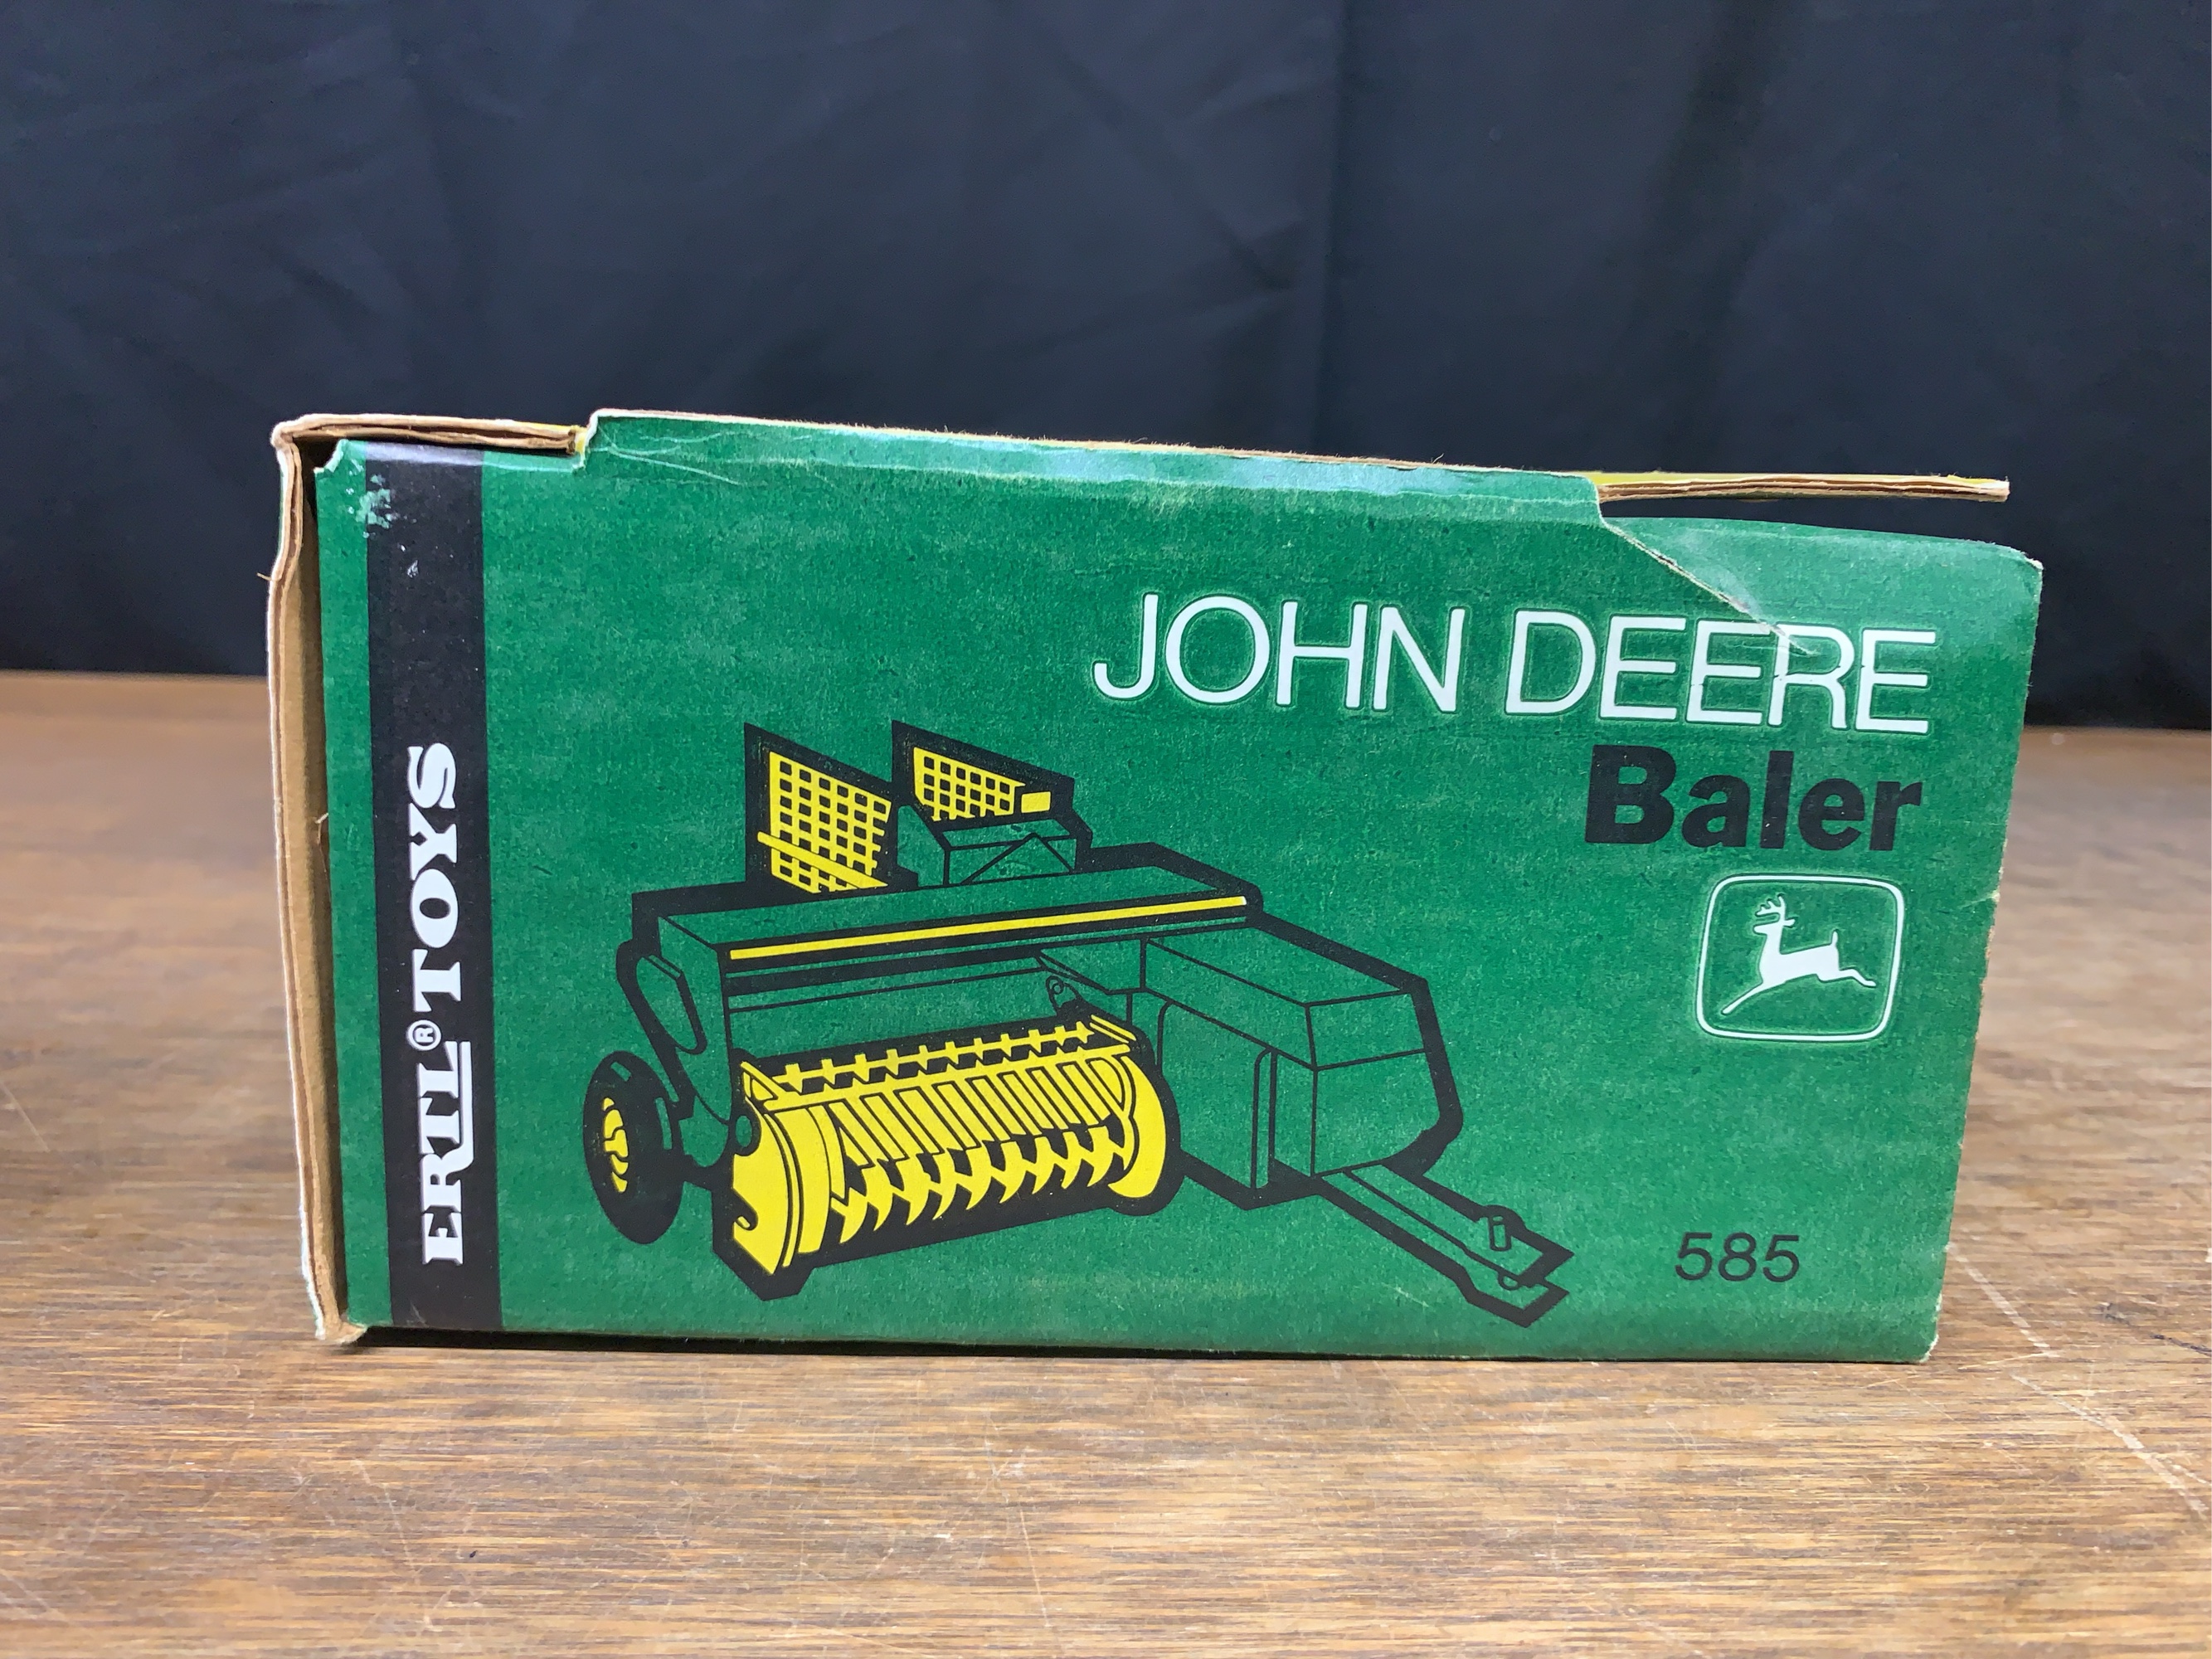 ERTL® TOYS
JOHN DEERE
Baler
585